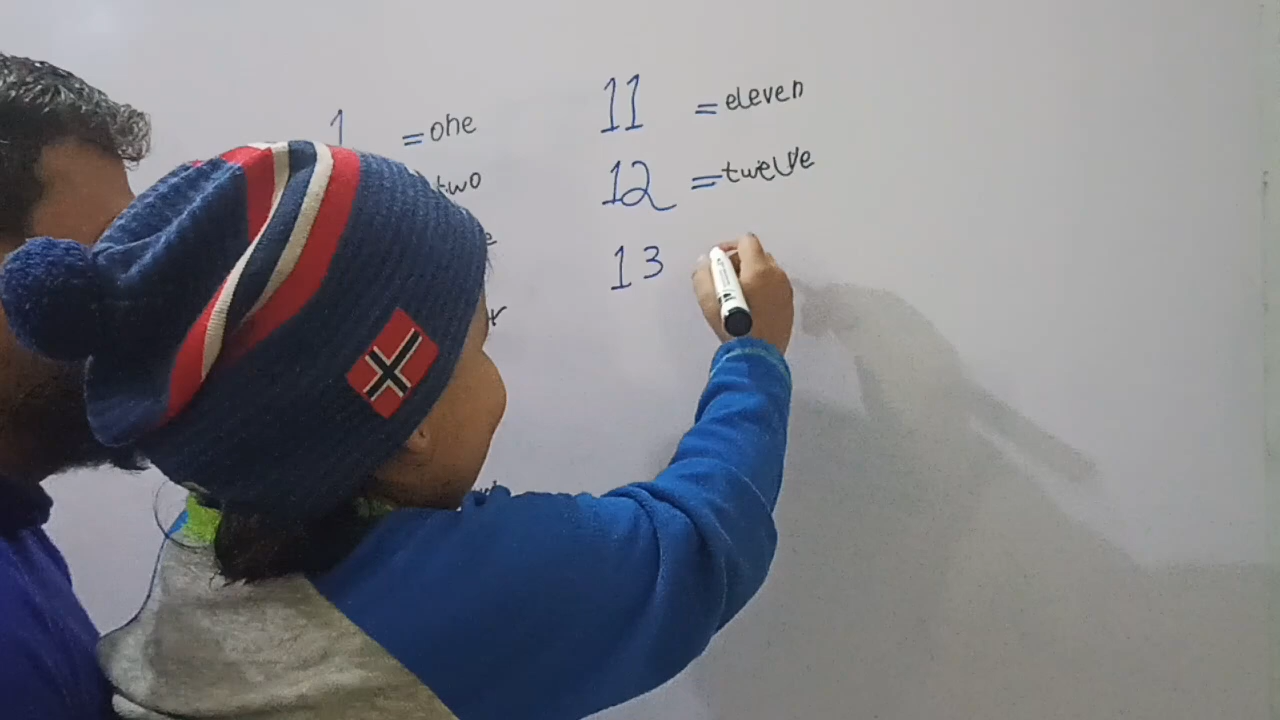 1 = one
two
11 = eleven
12 = twelve
13